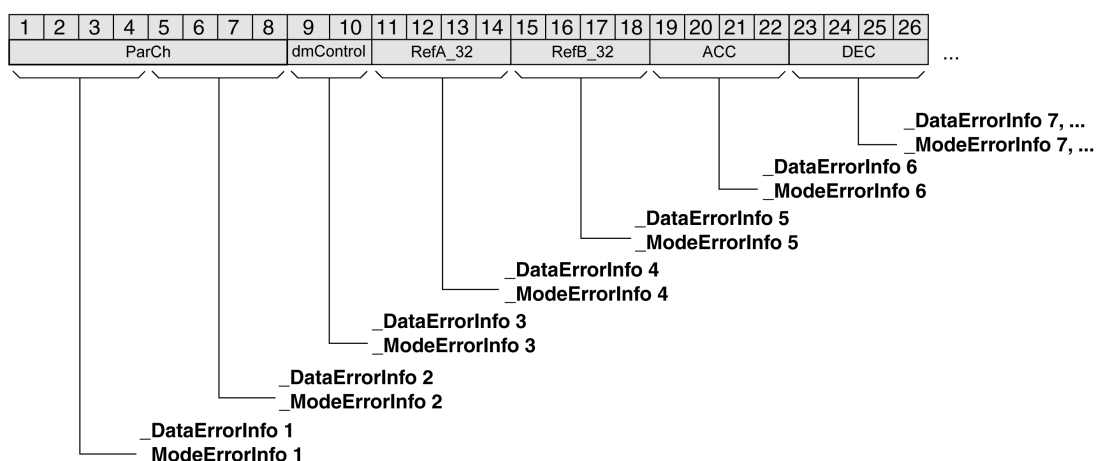 1 2 3 4 5 6 7 8 9 10 11 12 13 14 15 16 17 18 19 20 21 22 23 24 25 26
ParCh dmControl RefA_32 RefB_32 ACC DEC ...
_DataErrorInfo 7, ...
_ModeErrorInfo 7, ...
_DataErrorInfo 6
_ModeErrorInfo 6
_DataErrorInfo 5
_ModeErrorInfo 5
_DataErrorInfo 4
_ModeErrorInfo 4
_DataErrorInfo 3
_ModeErrorInfo 3
_DataErrorInfo 2
_ModeErrorInfo 2
_DataErrorInfo 1
ModeErrorInfo 1